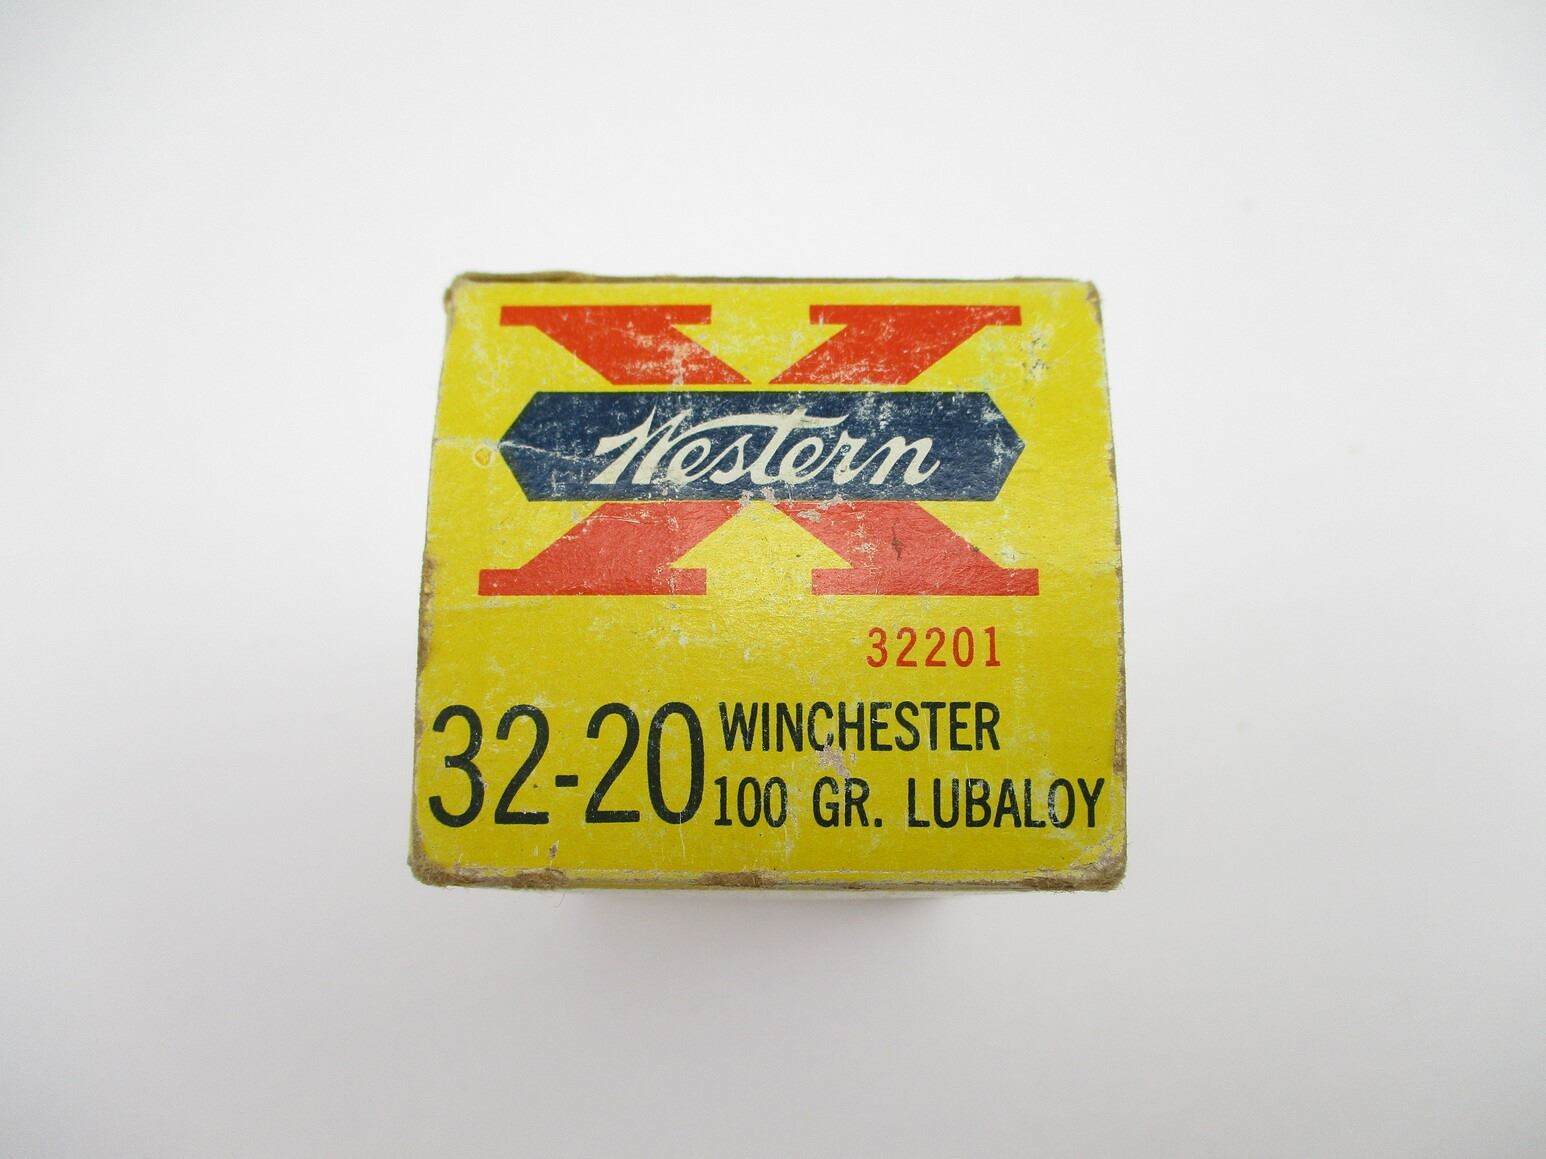 X
Western
32201
32-20 WINCHESTER
100 GR. LUBALOY